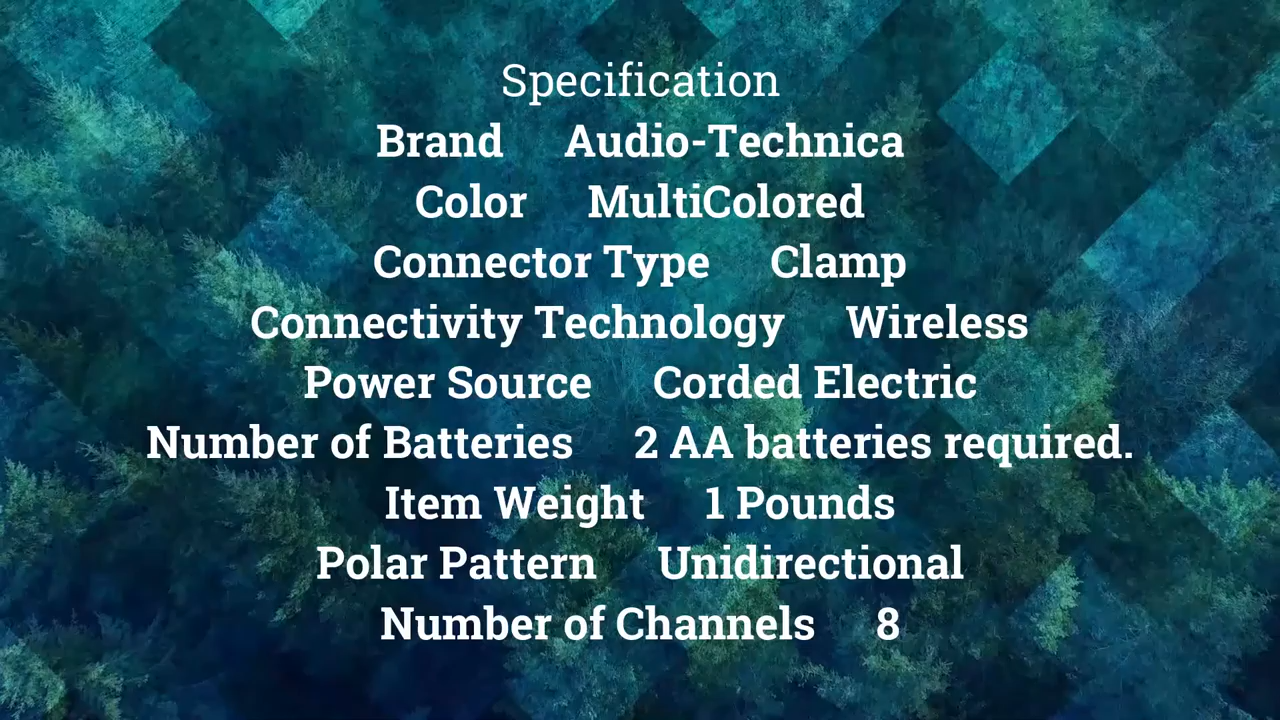 Specification
Brand Audio-Technica
Color MultiColored
Connector Type Clamp
Connectivity Technology Wireless
Power Source Corded Electric
Number of Batteries 2 AA batteries required.
Item Weight 1 Pounds
Polar Pattern Unidirectional
Number of Channels 8